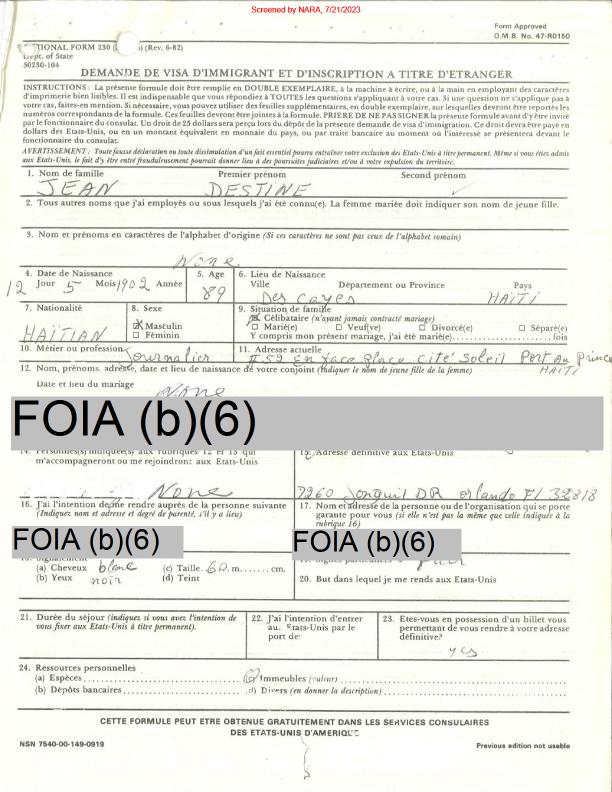 Screened by NARA, 7/21/2023
Form Approved
O.M.B. No. 47-R0150
TIONAL FORM 230 (Rev. 6-82)
Dept. of State
50230-104
DEMANDE DE VISA D'IMMIGRANT ET D'INSCRIPTION A TITRE D'ETRANGER
INSTRUCTIONS : La présente formule doit être remplie en DOUBLE EXEMPLAIRE, à la machine à écrire, ou à la main en employant des caractères
d'imprimerie bien lisibles. Il est indispensable que vous répondiez à TOUTES les questions s'appliquant à votre cas. Si une question ne s'applique pas à
votre cas, faites-en mention. Si nécessaire, vous pouvez utiliser des feuilles supplémentaires, en double exemplaire, sur lesquelles devront être reportés les
numéros correspondants de la formule. Ces feuilles devront être jointes à la formule. PRIERE DE NE PAS SIGNER la présente formule avant d'y être invité
par le fonctionnaire du consulat. Un droit de 25 dollars sera perçu lors du dépôt de la présente demande de visa d'immigration. Ce droit devra être payé en
dollars des Etats-Unis, ou en un montant équivalent en monnaie du pays, ou par traite bancaire au moment où l'intéressé se présentera devant le
fonctionnaire du consulat.
AVERTISSEMENT : Toute fausse déclaration ou toute dissimulation d'un fait essentiel pourra entraîner votre exclusion des Etats-Unis à titre permanent. Même si vous étiez admis
aux Etats-Unis, le fait d'y être entré frauduleusement pourrait donner lieu à des poursuites judiciaires et/ou à votre expulsion du territoire.
1. Nom de famille Premier prénom Second prénom
JEAN DESTINE
2. Tous autres noms que j'ai employés ou sous lesquels j'ai été connu(e). La femme mariée doit indiquer son nom de jeune fille.
3. Nom et prénoms en caractères de l'alphabet d'origine (Si ces caractères ne sont pas ceux de l'alphabet romain)
None
4. Date de Naissance 5. Age 6. Lieu de Naissance
Jour Mois Année Ville Département ou Province Pays
12 5 1902 89 Des Cayes HAÏTI
7. Nationalité 8. Sexe 9. Situation de famille
Masculin Célibataire (n'ayant jamais contracté mariage)
HAÏTIAN Féminin Marié(e) Veuf(ve) Divorcé(e) Séparé(e)
Y compris mon présent mariage, j'ai été marié(e) fois
10. Métier ou profession Journalier 11. Adresse actuelle #52 En face Place Cité Soleil Port au Prince
HAÏTI
12. Nom, prénoms, adresse, date et lieu de naissance de votre conjoint (Indiquer le nom de jeune fille de la femme)
Date et lieu du mariage None
FOIA (b)(6)
14. Personnes(s) indiquée(s) aux rubriques 12 et 13 qui 15. Adresse définitive aux Etats-Unis
m'accompagneront ou me rejoindront: aux Etats-Unis
None 7260 Jonquil DR orlando FL 32818
16. J'ai l'intention de me rendre auprès de la personne suivante 17. Nom et adresse de la personne ou de l'organisation qui se porte
(Indiquez nom et adresse et degré de parenté, s'il y a lieu) garante pour vous (si elle n'est pas la même que celle indiquée à la
rubrique 16)
FOIA (b)(6) FOIA (b)(6)
(a) Cheveux blanc (c) Taille. 60 m. cm.
(b) Yeux noir (d) Teint 20. But dans lequel je me rends aux Etats-Unis
21. Durée du séjour (indiquez si vous avez l'intention de 22. J'ai l'intention d'entrer 23. Etes-vous en possession d'un billet vous
vous fixer aux Etats-Unis à titre permanent). aux Etats-Unis par le permettant de vous rendre à votre adresse
port de: définitive?
yes
24. Ressources personnelles
(a) Espèces (c) Immeubles (valeur)
(b) Dépôts bancaires (d) Divers (en donner la description)
CETTE FORMULE PEUT ETRE OBTENUE GRATUITEMENT DANS LES SERVICES CONSULAIRES
DES ETATS-UNIS D'AMERIQUE
NSN 7540-00-149-0919 Previous edition not usable